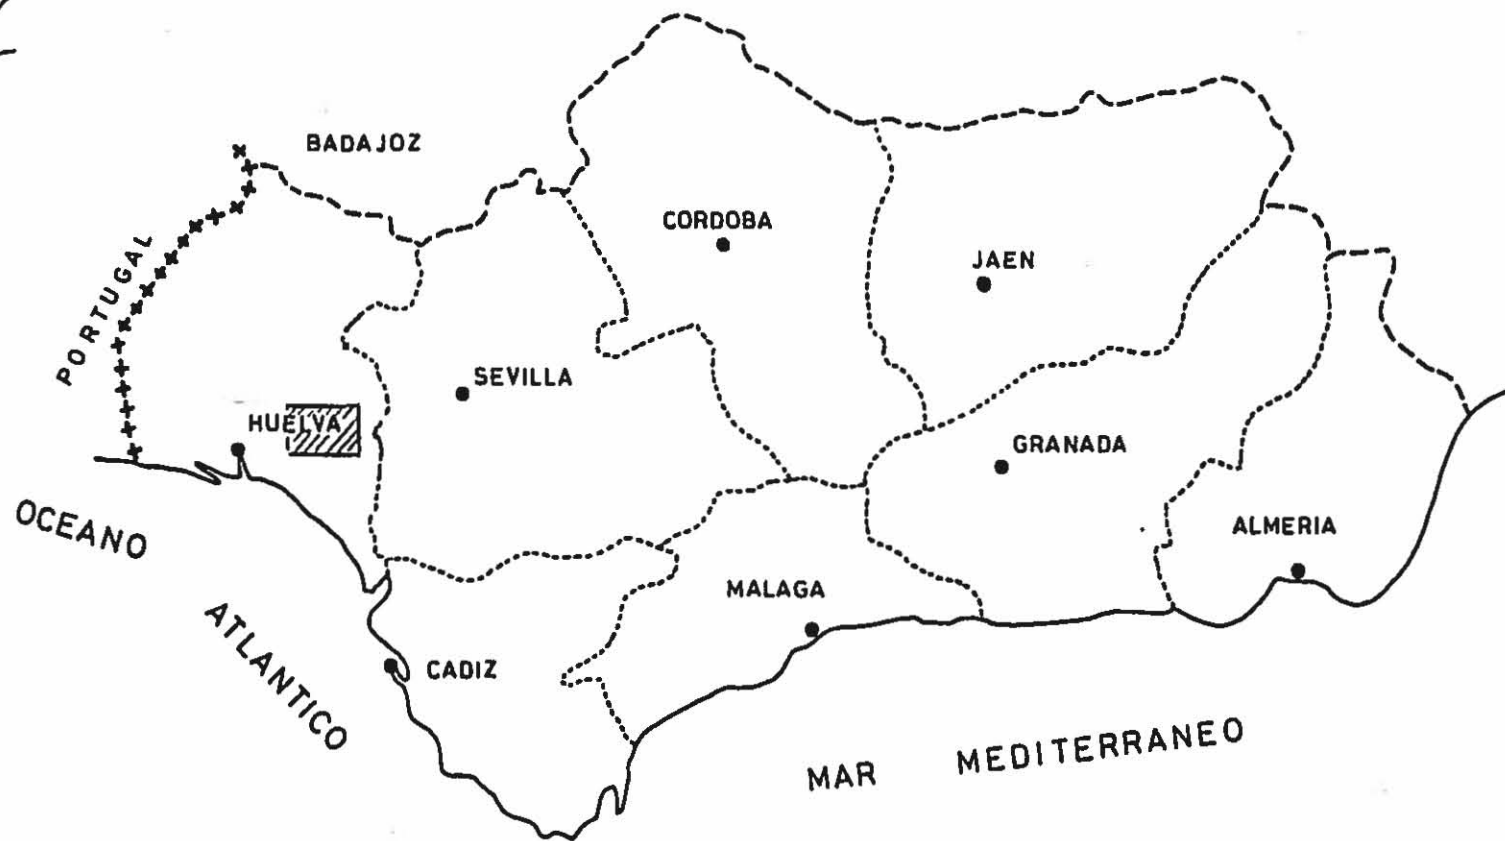 BADAJOZ
CORDOBA
PORTUGAL
JAEN
SEVILLA
HUELVA
GRANADA
OCEANO
ATLANTICO
ALMERIA
MALAGA
CADIZ
MAR MEDITERRANEO